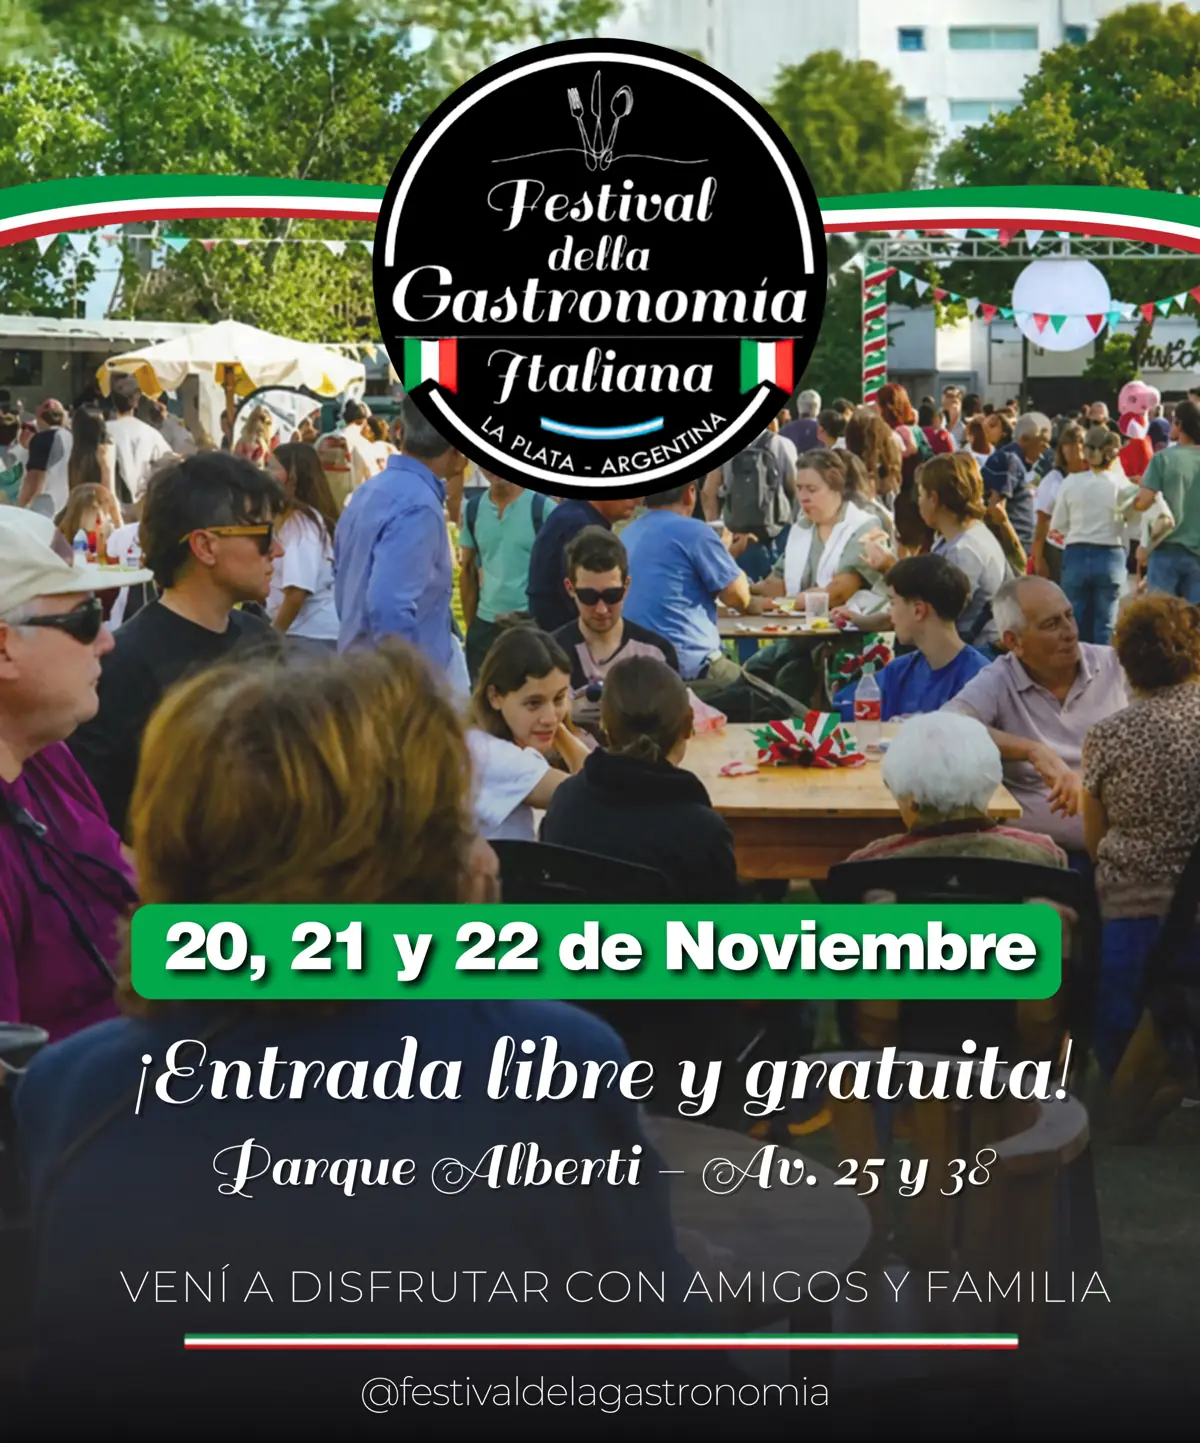 Festival
della
Gastronomía
Italiana
LA PLATA - ARGENTINA
20, 21 y 22 de Noviembre
¡Entrada libre y gratuita!
Parque Alberti – Av. 25 y 38
VENÍ A DISFRUTAR CON AMIGOS Y FAMILIA
@festivaldelagastronomia